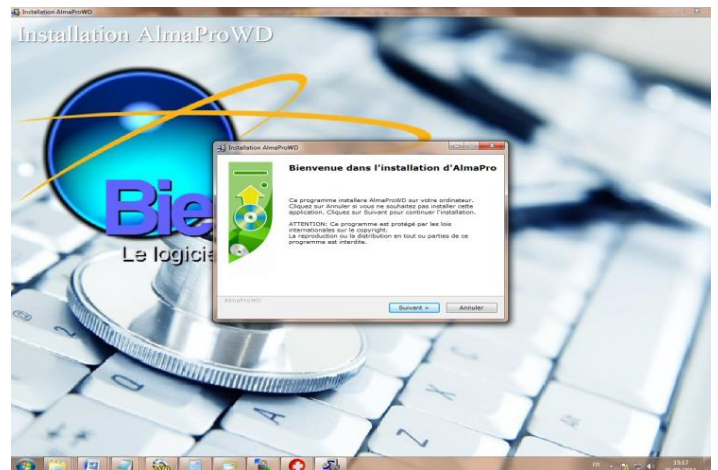 Installation AlmaProWD
Installation AlmaProWD
Bie
Le logicie
Installation AlmaProWD
Bienvenue dans l'installation d'AlmaPro
Ce programme installera AlmaProWD sur votre ordinateur.
Cliquez sur Annuler si vous ne souhaitez pas installer cette
application. Cliquez sur Suivant pour continuer l'installation.
ATTENTION: Ce programme est protégé par les lois
internationales sur le copyright.
La reproduction ou la distribution en tout ou parties de ce
programme est interdite.
AlmaProWD
Suivant >
Annuler
FR
15:57